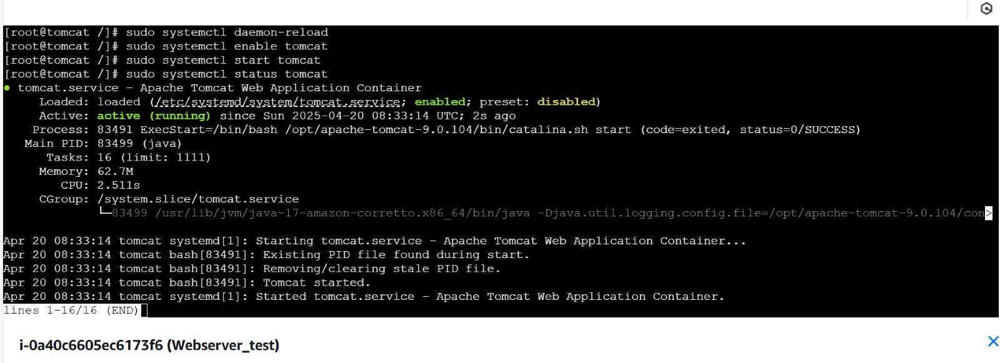 [root@tomcat /]# sudo systemctl daemon-reload
[root@tomcat /]# sudo systemctl enable tomcat
[root@tomcat /]# sudo systemctl start tomcat
[root@tomcat /]# sudo systemctl status tomcat
● tomcat.service - Apache Tomcat Web Application Container
Loaded: loaded (/etc/systemd/system/tomcat.service; enabled; preset: disabled)
Active: active (running) since Sun 2025-04-20 08:33:14 UTC; 2s ago
Process: 83491 ExecStart=/bin/bash /opt/apache-tomcat-9.0.104/bin/catalina.sh start (code=exited, status=0/SUCCESS)
Main PID: 83499 (java)
Tasks: 16 (limit: 1111)
Memory: 62.7M
CPU: 2.511s
CGroup: /system.slice/tomcat.service
└─83499 /usr/lib/jvm/java-17-amazon-corretto.x86_64/bin/java -Djava.util.logging.config.file=/opt/apache-tomcat-9.0.104/con>
Apr 20 08:33:14 tomcat systemd[1]: Starting tomcat.service - Apache Tomcat Web Application Container...
Apr 20 08:33:14 tomcat bash[83491]: Existing PID file found during start.
Apr 20 08:33:14 tomcat bash[83491]: Removing/clearing stale PID file.
Apr 20 08:33:14 tomcat bash[83491]: Tomcat started.
Apr 20 08:33:14 tomcat systemd[1]: Started tomcat.service - Apache Tomcat Web Application Container.
lines 1-16/16 (END)
i-0a40c6605ec6173f6 (Webserver_test)